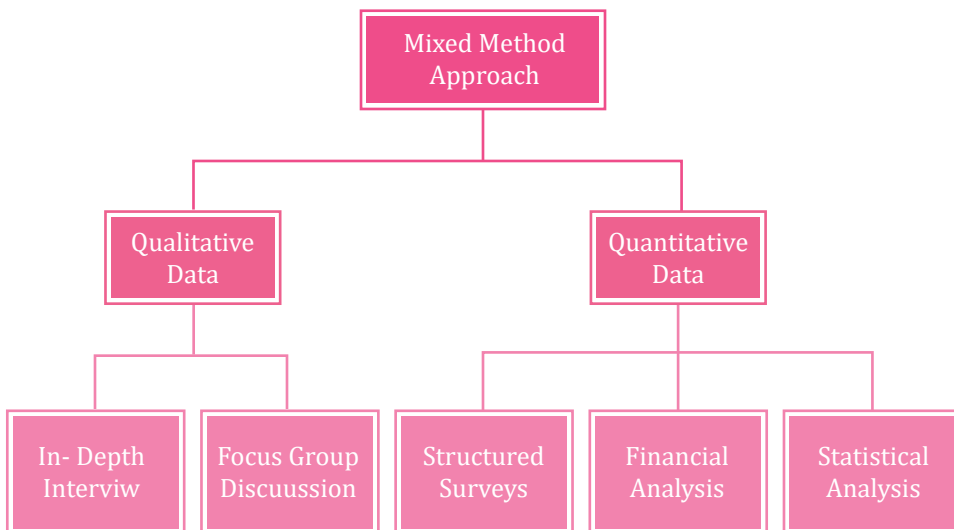 Mixed Method
Approach
Qualitative
Data
Quantitative
Data
In- Depth
Interviw
Focus Group
Discuussion
Structured
Surveys
Financial
Analysis
Statistical
Analysis